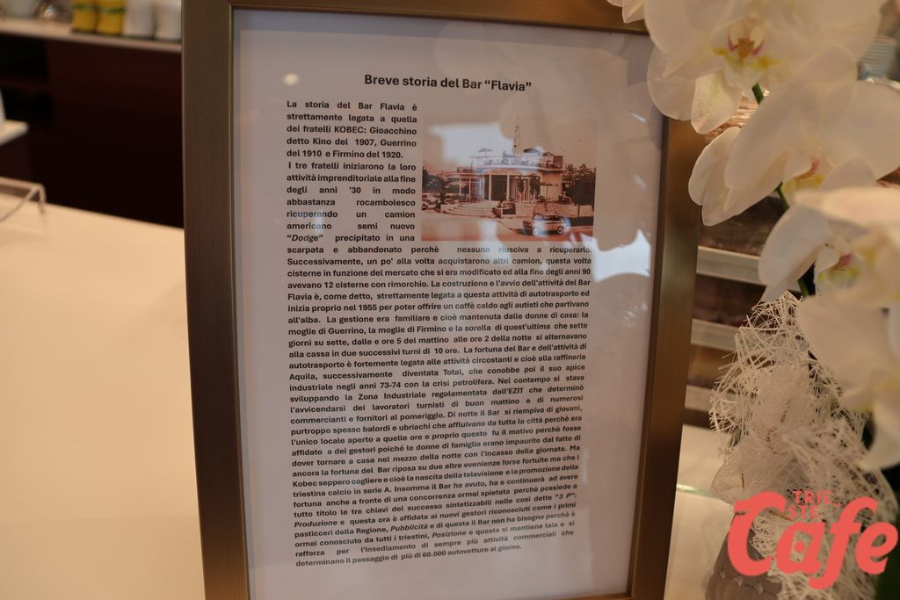 Breve storia del Bar “Flavia”
La storia del Bar Flavia è
strettamente legata a quella
dei fratelli KOBEC: Gioacchino
detto Kino del 1907, Guerrino
del 1910 e Firmino del 1920.
I tre fratelli iniziarono la loro
attività imprenditoriale alla fine
degli anni '30 in modo
abbastanza rocambolesco
ricuperando un camion
americano semi nuovo
“Dodge” precipitato in una
scarpata e abbandonato perchè nessuno riusciva a ricuperarlo.
Successivamente, un po' alla volta acquistarono altri camion, questa volta
cisterne in funzione del mercato che si era modificato ed alla fine degli anni 90
avevano 12 cisterne con rimorchio. La costruzione e l'avvio dell'attività del Bar
Flavia è, come detto, strettamente legata a questa attività di autotrasporto ed
inizia proprio nel 1955 per poter offrire un caffè caldo agli autisti che partivano
all'alba. La gestione era familiare e cioè mantenuta dalle donne di casa: la
moglie di Guerrino, la moglie di Firmino e la sorella di quest'ultima che sette
giorni su sette, dalle e ore 5 del mattino alle ore 2 della notte si alternavano
alla cassa in due successivi turni di 10 ore. La fortuna del Bar e dell'attività di
autotrasporto è fortemente legata alle attività circostanti e cioè alla raffineria
Aquila, successivamente diventata Total, che conobbe poi il suo apice
industriale negli anni 73-74 con la crisi petrolifera. Nel contempo si stave
sviluppando la Zona Industriale regolamentata dall'EZIT che determinò
l'avvicendarsi dei lavoratori turnisti di buon mattino e di numerosi
commercianti e fornitori al pomeriggio. Di notte il Bar si riempiva di giovani,
purtroppo spesso balordi e ubriachi che affluivano da tutta la città perchè era
l'unico locale aperto a quelle ore e proprio questo fu il motivo perchè fosse
affidato a dei gestori poichè le donne di famiglia erano impaurite dal fatto di
dover tornare a casa nel mezzo della notte con l'incasso della giornata. Ma
ancora la fortuna del Bar riposa su due altre evenienze forse fortuite ma che i
Kobec seppero cogliere e cioè la nascita della televisione e la promozione della
triestina calcio in serie A. Insomma il Bar ha avuto, ha e continuerà ad avere
fortuna anche a fronte di una concorrenza ormai spietata perchè possiede a
tutto titolo le tre chiavi del successo sintetizzabili nelle così dette “3 P”:
Produzione e questa ora è affidata ai nuovi gestori riconosciuti come i primi
pasticceri della Regione, Pubblicità e di questa il Bar non ha bisogno perchè è
ormai conosciuto da tutti i triestini, Posizione e questa si mantiene tale e si
rafforza per l'insediamento di sempre più attività commerciali che
determinano il passaggio di più di 60.000 autovetture al giorno.
Cafe